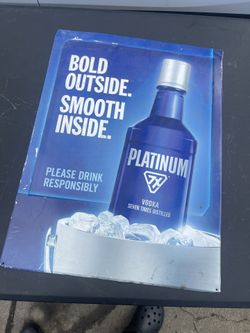 BOLD
OUTSIDE.
SMOOTH
INSIDE.
PLEASE DRINK
RESPONSIBLY
PLATINUM
7X
VODKA
SEVEN TIMES DISTILLED